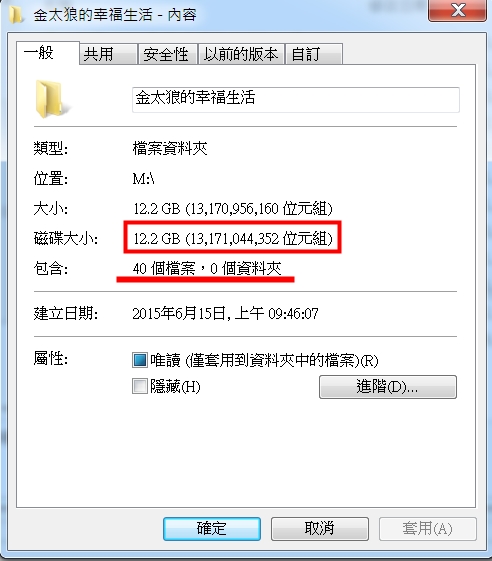 金太狼的幸福生活 - 內容
一般 共用 安全性 以前的版本 自訂
金太狼的幸福生活
類型: 檔案資料夾
位置: M:\
大小: 12.2 GB (13,170,956,160 位元組)
磁碟大小: 12.2 GB (13,171,044,352 位元組)
包含: 40 個檔案，0 個資料夾
建立日期: 2015年6月15日, 上午 09:46:07
屬性: 唯讀 (僅套用到資料夾中的檔案)(R)
隱藏(H) 進階(D)...
確定 取消 套用(A)